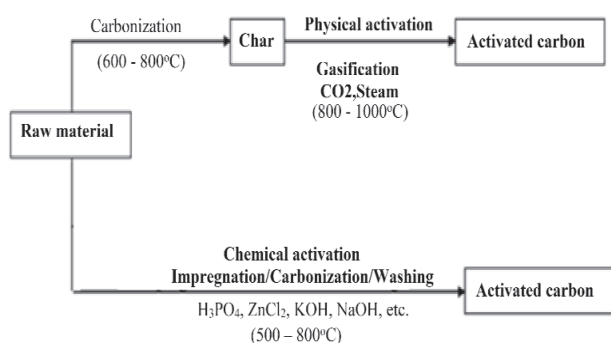 Carbonization
(600 - 800°C)
Char
Physical activation
Gasification
CO2,Steam
(800 - 1000°C)
Activated carbon
Raw material
Chemical activation
Impregnation/Carbonization/Washing
H₃PO₄, ZnCl₂, KOH, NaOH, etc.
(500 – 800°C)
Activated carbon